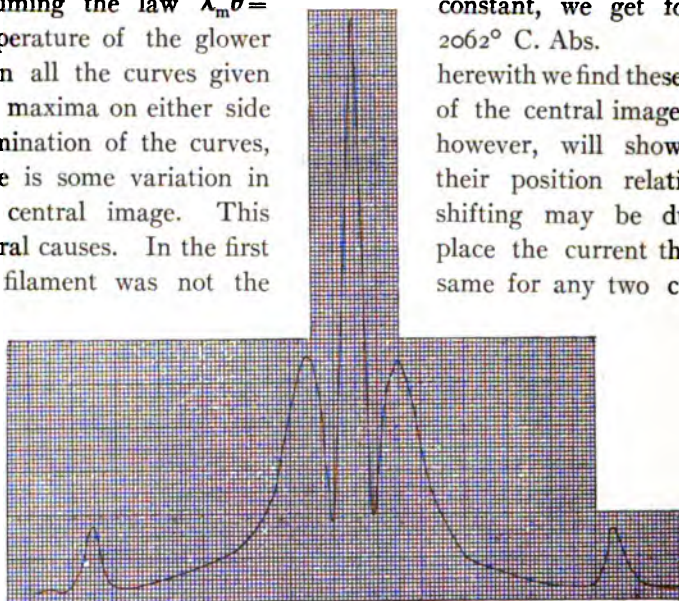 uming the law λₘθ= constant, we get fo
perature of the glower 2062° C. Abs.
n all the curves given herewith we find these
maxima on either side of the central image
mination of the curves, however, will show
e is some variation in their position relati
central image. This shifting may be du
ral causes. In the first place the current th
filament was not the same for any two c